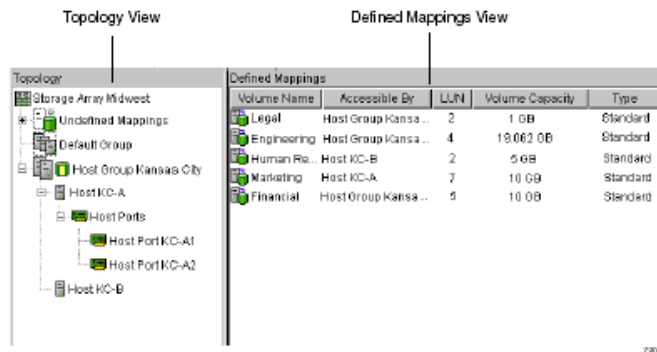 Topology View
Defined Mappings View
Topology
Defined Mappings
Storage Array Midwest
Undefined Mappings
Default Group
Host Group Kansas City
Host KC-A
Host Ports
Host Port KC-A1
Host Port KC-A2
Host KC-B
Volume Name Accessible By LUN Volume Capacity Type
Legal Host Group Kansa... 2 1 GB Standard
Engineering Host Group Kansa... 4 19.062 GB Standard
Human Re... Host KC-B 2 5 GB Standard
Marketing Host KC-A 7 10 GB Standard
Financial Host Group Kansa... 5 10 GB Standard